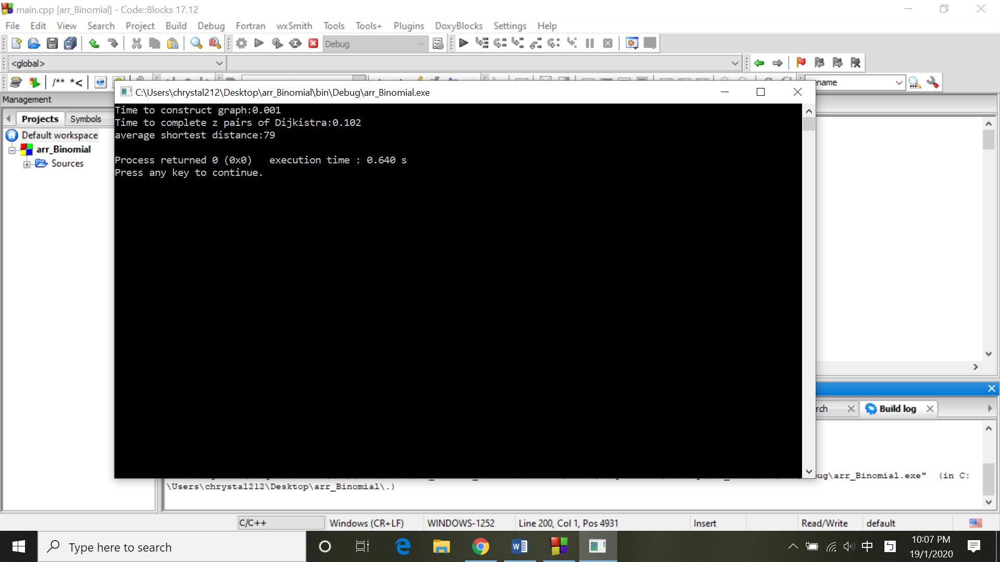 main.cpp [arr_Binomial] - Code::Blocks 17.12
File Edit View Search Project Build Debug Fortran wxSmith Tools Tools+ Plugins DoxyBlocks Settings Help
Debug
<global>
/** *<
name
C:\Users\chrystal212\Desktop\arr_Binomial\bin\Debug\arr_Binomial.exe
Management
Projects Symbols
Default workspace
arr_Binomial
Sources
Time to construct graph:0.001
Time to complete z pairs of Dijkistra:0.102
average shortest distance:79
Process returned 0 (0x0)   execution time : 0.640 s
Press any key to continue.
rch
Build log
ug\arr_Binomial.exe"  (in C:
\Users\chrystal212\Desktop\arr_Binomial\.)
C/C++ Windows (CR+LF) WINDOWS-1252 Line 200, Col 1, Pos 4931 Insert Read/Write default
Type here to search
中 ㄅ
10:07 PM
19/1/2020